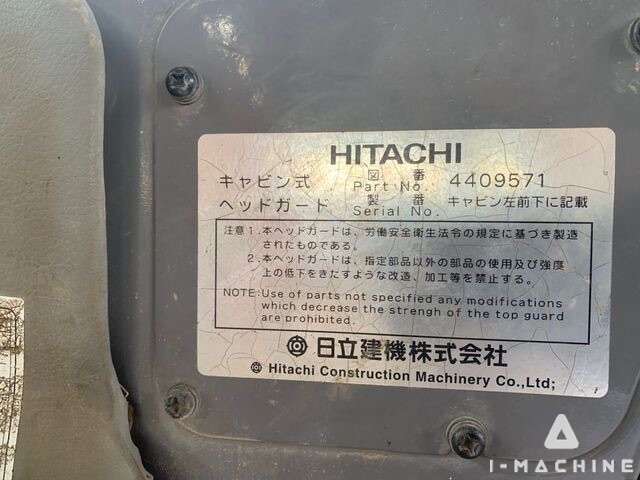 HITACHI
キャビン式 図番 Part No. 4409571
ヘッドガード 製番 Serial No. キャビン左前下に記載
注意 1. 本ヘッドガードは、労働安全衛生法令の規定に基づき製造
されたものである。
2. 本ヘッドガードは、指定部品以外の部品の使用及び強度
上の低下をきたすような改造、加工等を禁止する。
NOTE: Use of parts not specified any modifications
which decrease the strengh of the top guard
are prohibited.
日立建機株式会社
Hitachi Construction Machinery Co.,Ltd;
I-MACHINE